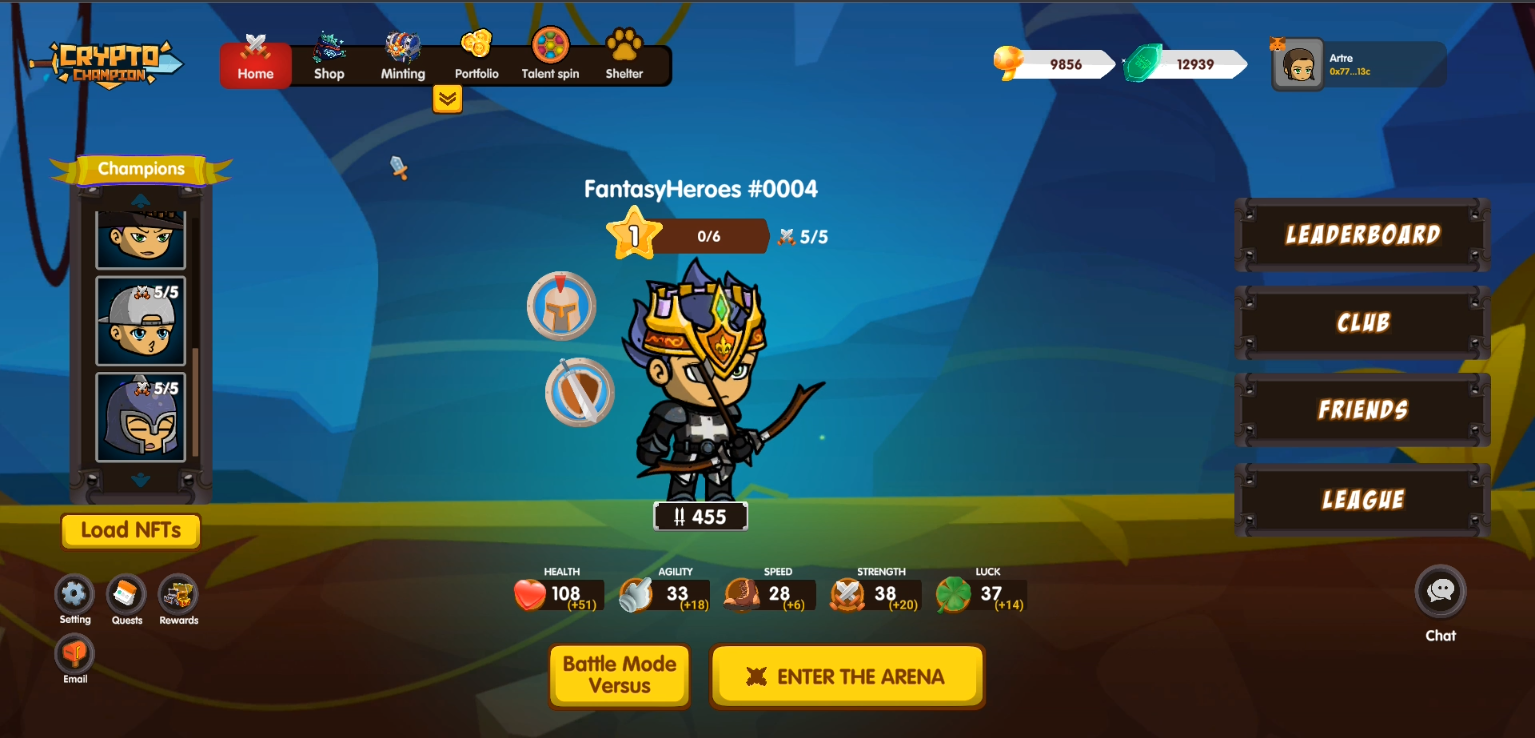 CRYPTO
CHAMPION
Home
Shop
Minting
Portfolio
Talent spin
Shelter
9856
12939
Artre
0x77...13c
Champions
5/5
5/5
Load NFTs
Setting
Quests
Rewards
Email
FantasyHeroes #0004
1
0/6
5/5
455
HEALTH
108
(+51)
AGILITY
33
(+18)
SPEED
28
(+6)
STRENGTH
38
(+20)
LUCK
37
(+14)
Battle Mode
Versus
ENTER THE ARENA
LEADERBOARD
CLUB
FRIENDS
LEAGUE
Chat